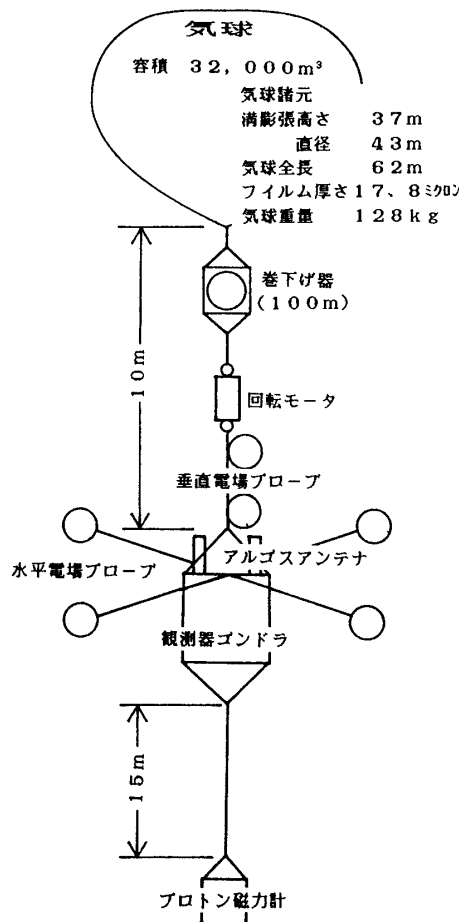 気球
容積 32,000m³
気球諸元
満膨張高さ 37m
直径 43m
気球全長 62m
フイルム厚さ17、8ミクロン
気球重量 128kg
巻下げ器
(100m)
10m
回転モータ
垂直電場プローブ
アルゴスアンテナ
水平電場プローブ
観測器ゴンドラ
15m
プロトン磁力計